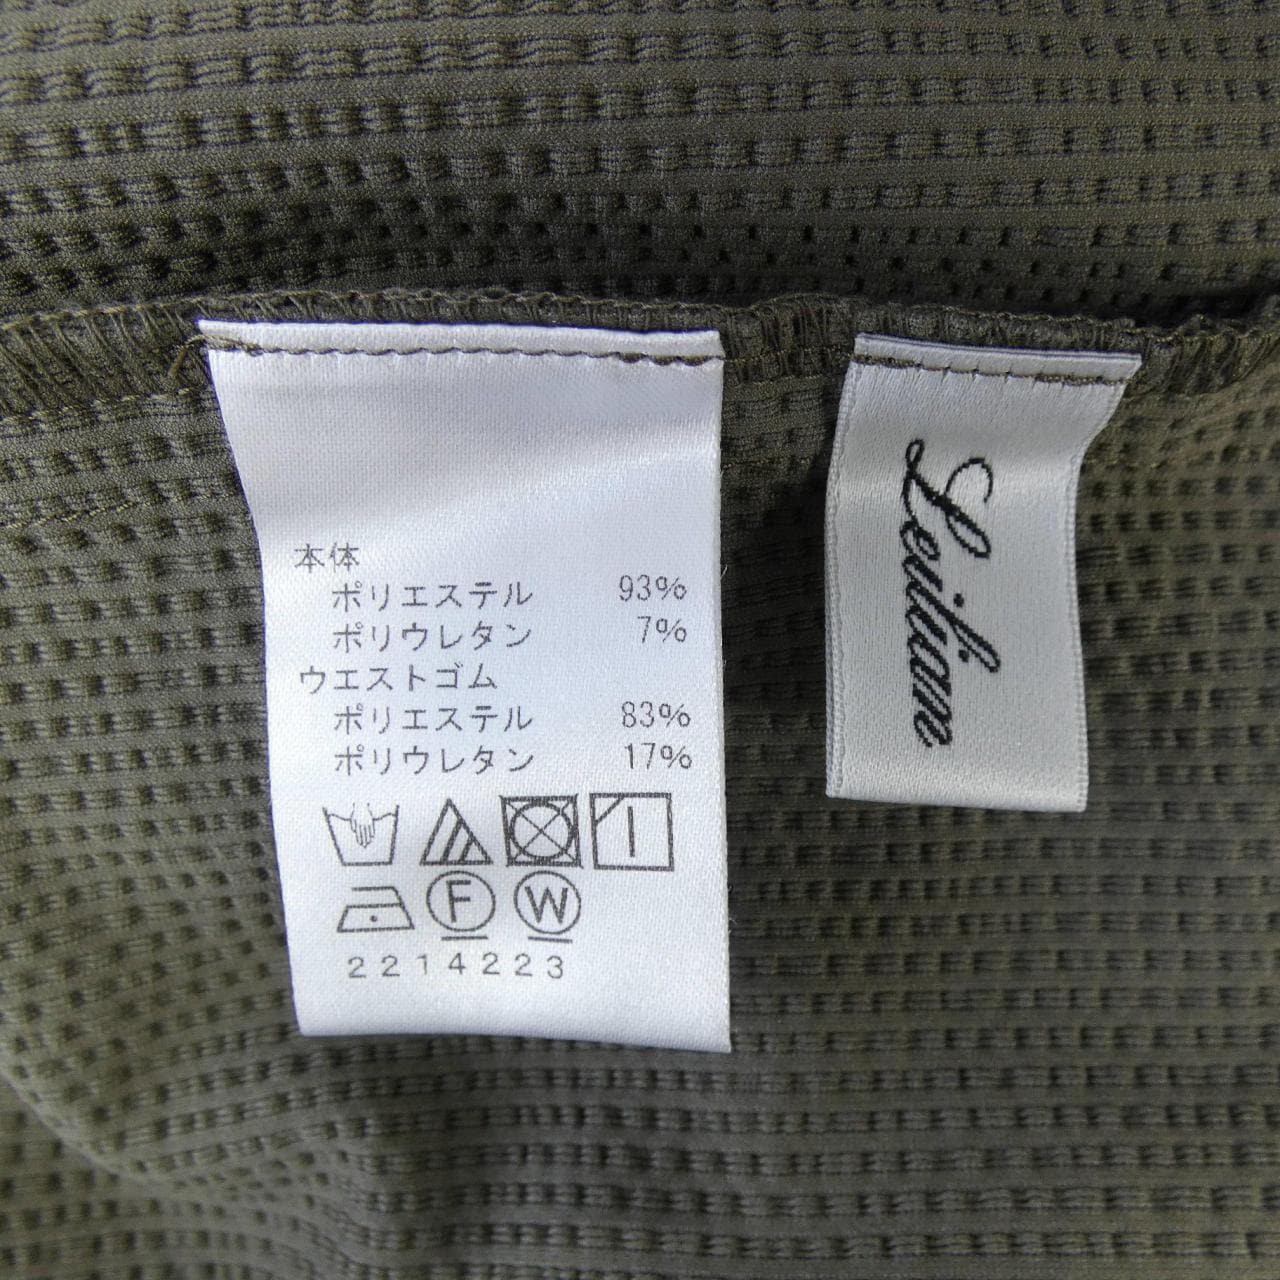 本体
ポリエステル 93%
ポリウレタン 7%
ウエストゴム
ポリエステル 83%
ポリウレタン 17%
F W
2214223
Leilian